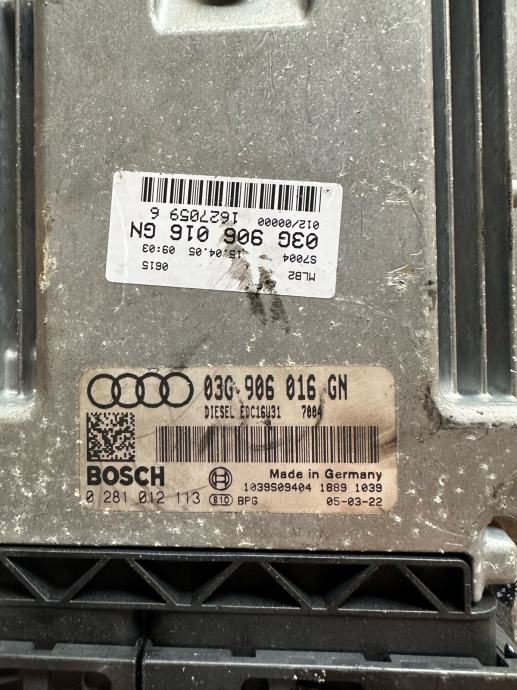 MLB2
0615
S7004
15.04.05 09:03
03G 906 016 GN
012/00000
1627059 6
03G 906 016 GN
DIESEL EDC16U31 7004
BOSCH
Made in Germany
1039S09404 1889 1039
0 281 012 113 B10 BPG 05-03-22